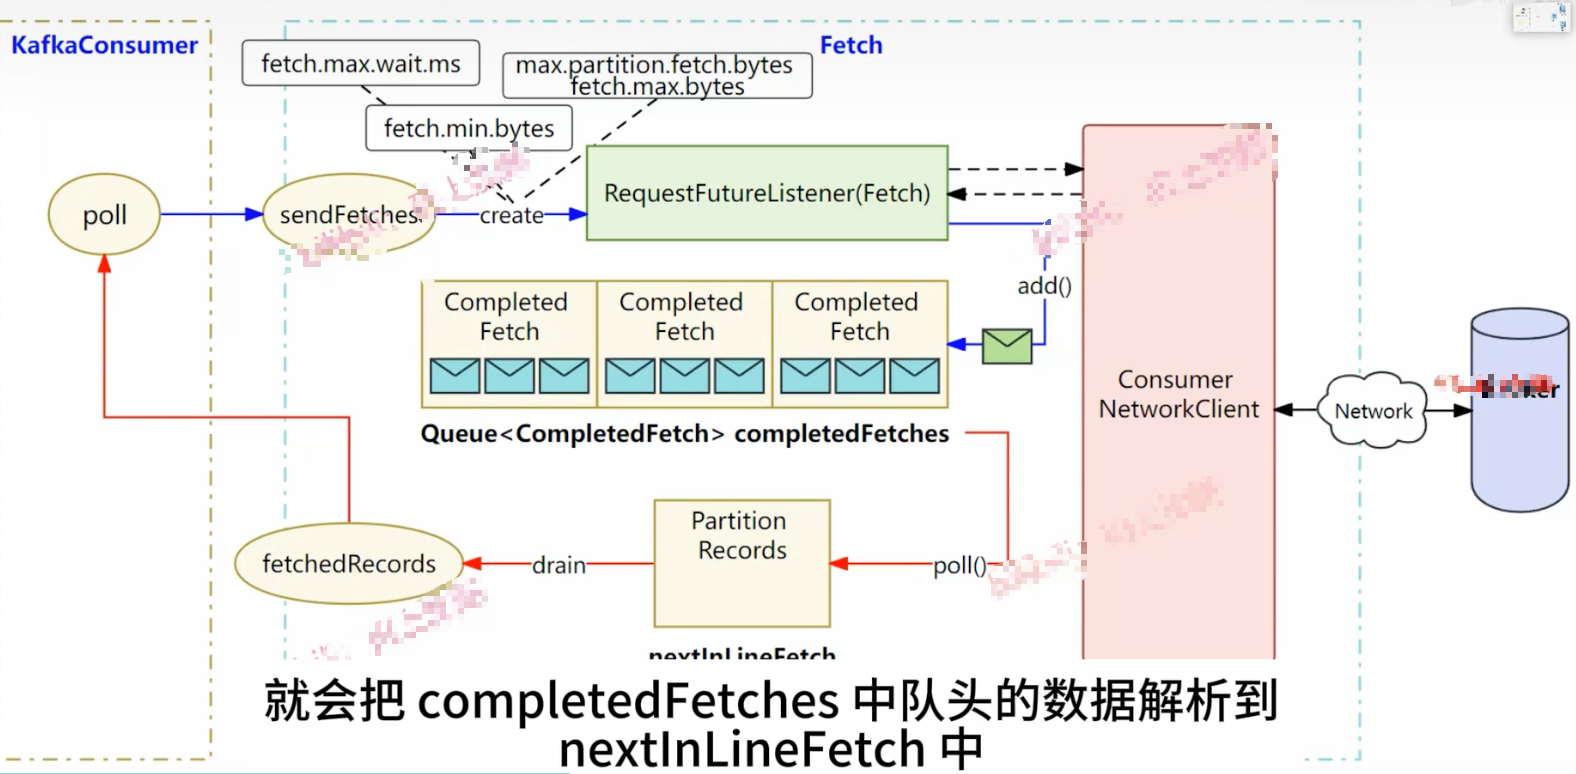 KafkaConsumer
Fetch
fetch.max.wait.ms
max.partition.fetch.bytes
fetch.max.bytes
fetch.min.bytes
poll
sendFetches
create
RequestFutureListener(Fetch)
add()
Completed
Fetch
Completed
Fetch
Completed
Fetch
Queue<CompletedFetch> completedFetches
Consumer
NetworkClient
Network
Partition
Records
fetchedRecords
drain
poll()
nextInLineFetch
就会把 completedFetches 中队头的数据解析到
nextInLineFetch 中